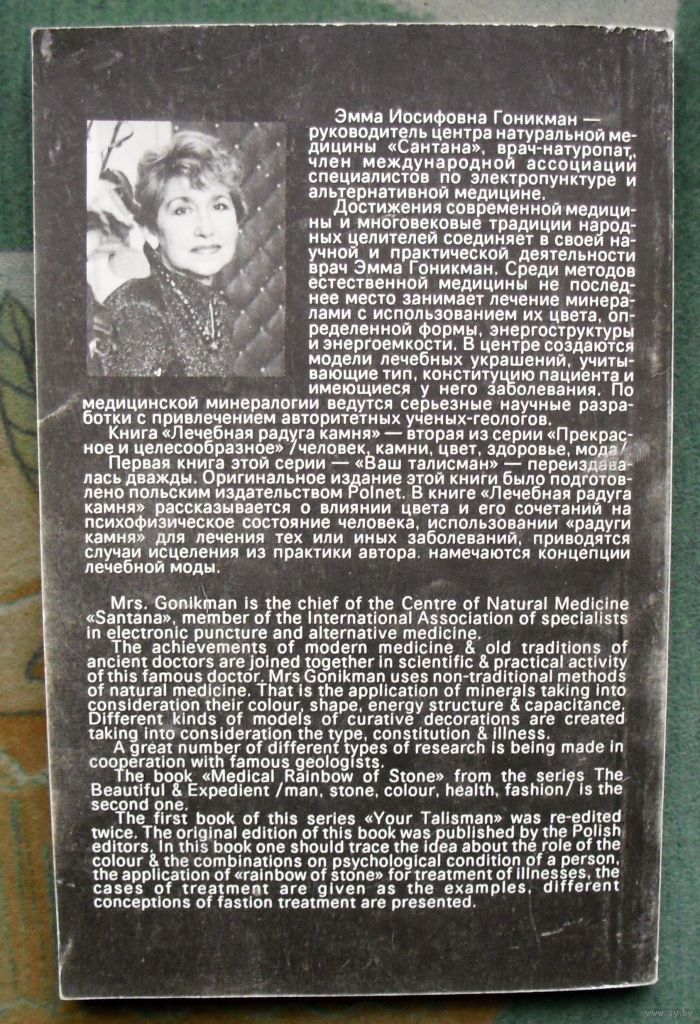 Эмма Иосифовна Гоникман —
руководитель центра натуральной ме-
дицины «Сантана», врач-натуропат,
член международной ассоциаций
специалистов по электропунктуре и
альтернативной медицине.
Достижения современной медици-
ны и многовековые традиции народ-
ных целителей соединяет в своей на-
учной и практической деятельности
врач Эмма Гоникман. Среди методов
естественной медицины не послед-
нее место занимает лечение минера-
лами с использованием их цвета, оп-
ределенной формы, энергоструктуры
и энергоемкости. В центре создаются
модели лечебных украшений, учиты-
вающие тип, конституцию пациента и
имеющиеся у него заболевания. По
медицинской минералогии ведутся серьезные научные разра-
ботки с привлечением авторитетных ученых-геологов.
Книга «Лечебная радуга камня» — вторая из серии «Прекрас-
ное и целесообразное» /человек, камни, цвет, здоровье, мода/
Первая книга этой серии — «Ваш талисман» — переиздава-
лась дважды. Оригинальное издание этой книги было подготов-
лено польским издательством Polnet. В книге «Лечебная радуга
камня» рассказывается о влиянии цвета и его сочетаний на
психофизическое состояние человека, использовании «радуги
камня» для лечения тех или иных заболеваний, приводятся
случаи исцеления из практики автора. намечаются концепции
лечебной моды.
Mrs. Gonikman is the chief of the Centre of Natural Medicine
«Santana», member of the International Association of specialists
in electronic puncture and alternative medicine.
The achievements of modern medicine & old traditions of
ancient doctors are joined together in scientific & practical activity
of this famous doctor. Mrs Gonikman uses non-traditional methods
of natural medicine. That is the application of minerals taking into
consideration their colour, shape, energy structure & capacitance.
Different kinds of models of curative decorations are created
taking into consideration the type, constitution & illness.
A great number of different types of research is being made in
cooperation with famous geologists.
The book «Medical Rainbow of Stone» from the series The
Beautiful & Expedient /man, stone, colour, health, fashion/ is the
second one.
The first book of this series «Your Talisman» was re-edited
twice. The original edition of this book was published by the Polish
editors. In this book one should trace the idea about the role of the
colour & the combinations on psychological condition of a person,
the application of «rainbow of stone» for treatment of illnesses, the
cases of treatment are given as the examples, different
conceptions of fastion treatment are presented.
www.ay.by